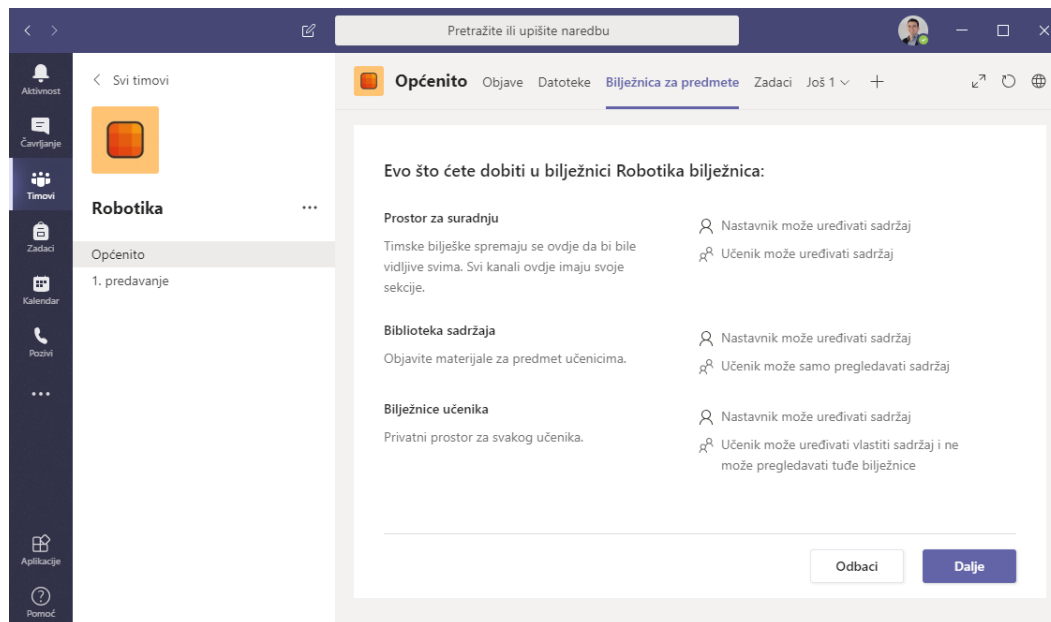 Pretražite ili upišite naredbu
Aktivnost
Čavrljanje
Timovi
Zadaci
Kalendar
Pozivi
Aplikacije
Pomoć
Svi timovi
Robotika
Općenito
1. predavanje
Općenito Objave Datoteke Bilježnica za predmete Zadaci Još 1
Evo što ćete dobiti u bilježnici Robotika bilježnica:
Prostor za suradnju
Timske bilješke spremaju se ovdje da bi bile
vidljive svima. Svi kanali ovdje imaju svoje
sekcije.
Nastavnik može uređivati sadržaj
Učenik može uređivati sadržaj
Biblioteka sadržaja
Objavite materijale za predmet učenicima.
Nastavnik može uređivati sadržaj
Učenik može samo pregledavati sadržaj
Bilježnice učenika
Privatni prostor za svakog učenika.
Nastavnik može uređivati sadržaj
Učenik može uređivati vlastiti sadržaj i ne
može pregledavati tuđe bilježnice
Odbaci
Dalje